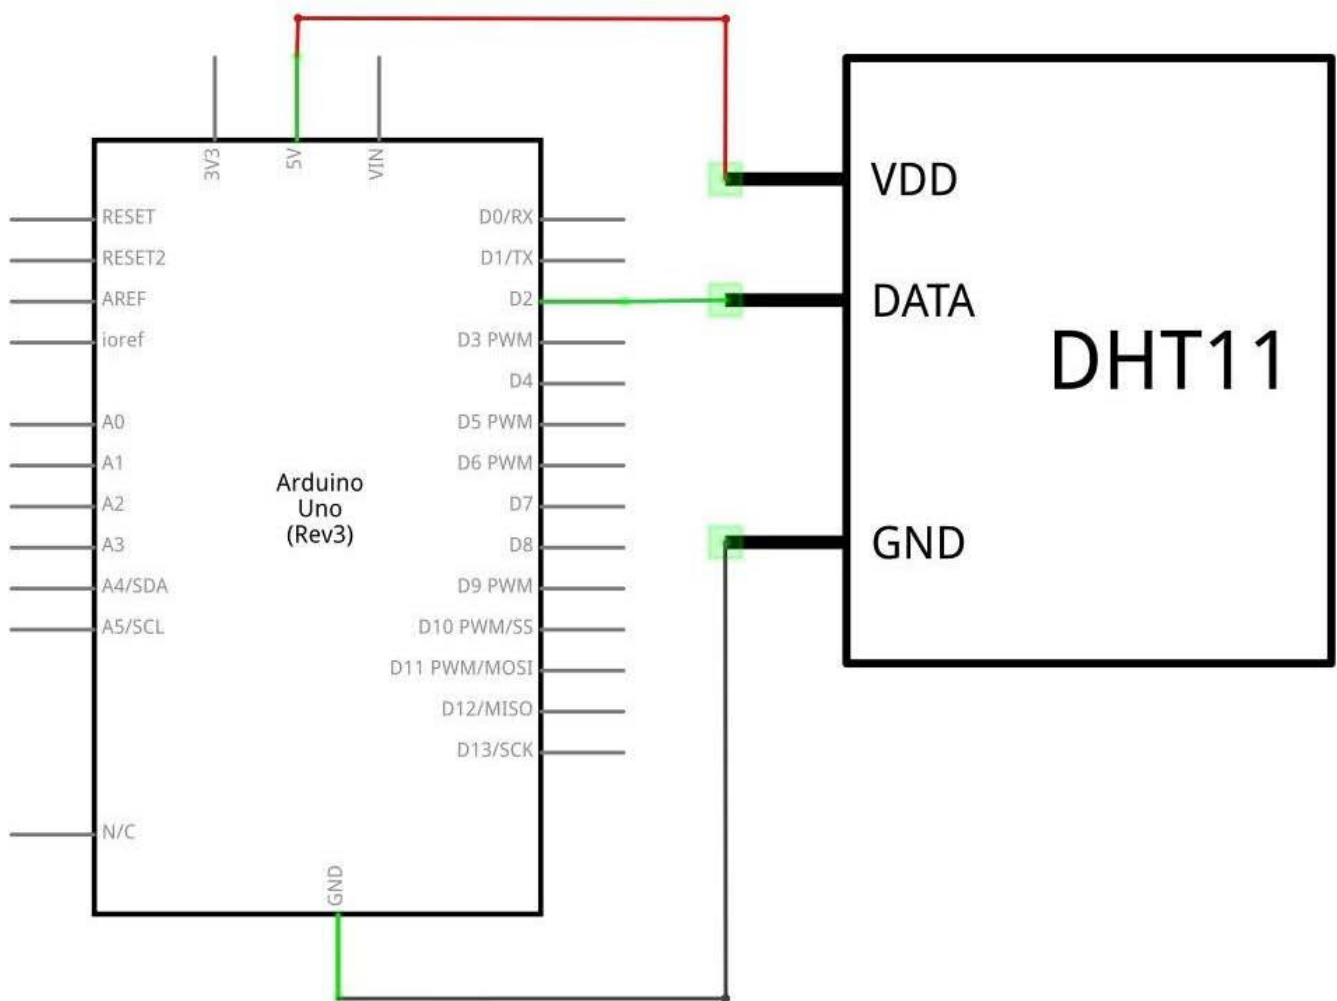 3V3
5V
VIN
RESET
RESET2
AREF
ioref
A0
A1
A2
A3
A4/SDA
A5/SCL
N/C
D0/RX
D1/TX
D2
D3 PWM
D4
D5 PWM
D6 PWM
D7
D8
D9 PWM
D10 PWM/SS
D11 PWM/MOSI
D12/MISO
D13/SCK
Arduino
Uno
(Rev3)
GND
VDD
DATA
GND
DHT11